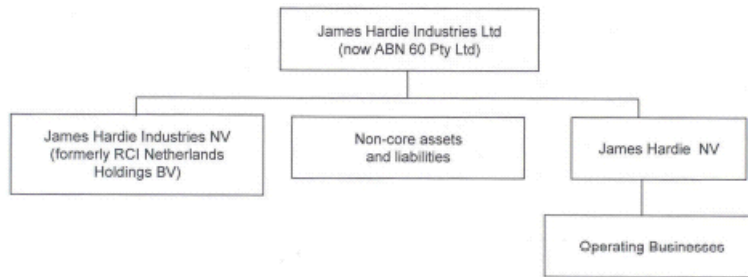 James Hardie Industries Ltd
(now ABN 60 Pty Ltd)
James Hardie Industries NV
(formerly RCI Netherlands
Holdings BV)
Non-core assets
and liabilities
James Hardie NV
Operating Businesses